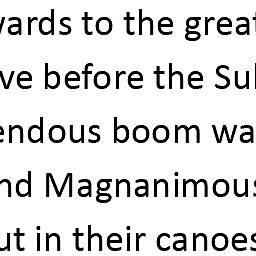 wards to the great
ve before the Sul
endous boom wa
nd Magnanimous
ut in their canoes